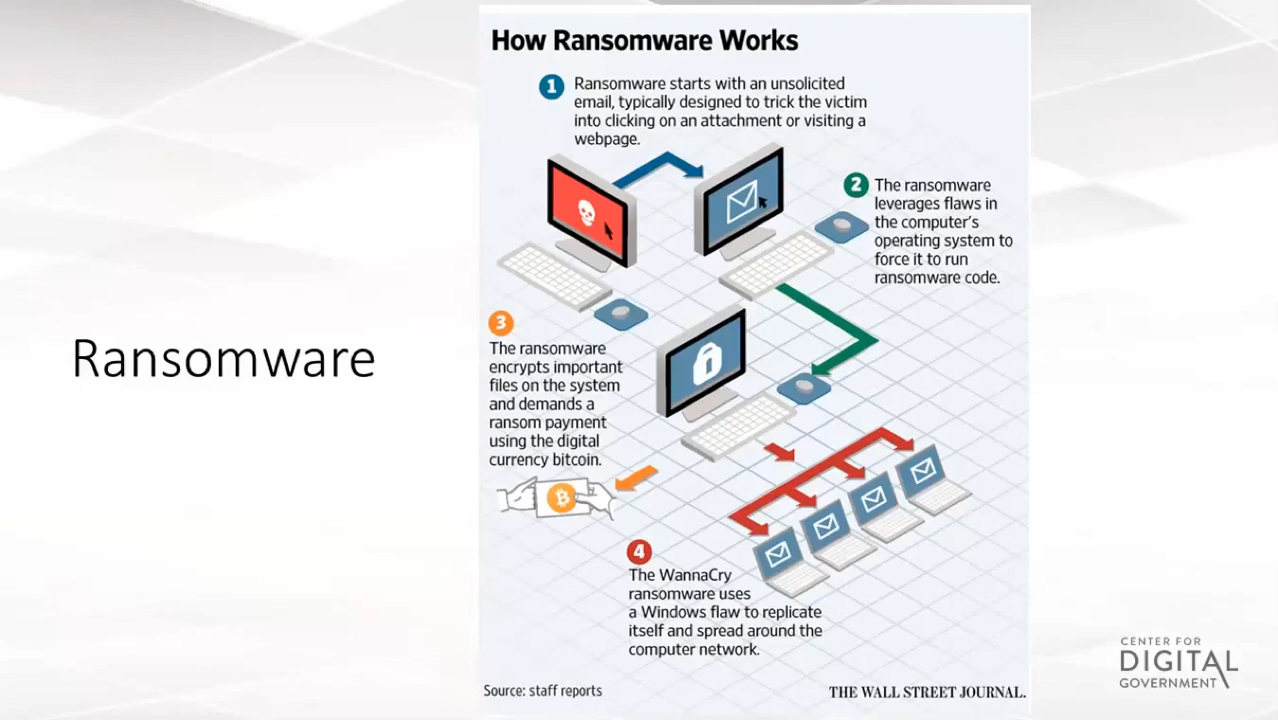 Ransomware
How Ransomware Works
1
Ransomware starts with an unsolicited
email, typically designed to trick the victim
into clicking on an attachment or visiting a
webpage.
2
The ransomware
leverages flaws in
the computer's
operating system to
force it to run
ransomware code.
3
The ransomware
encrypts important
files on the system
and demands a
ransom payment
using the digital
currency bitcoin.
4
The WannaCry
ransomware uses
a Windows flaw to replicate
itself and spread around the
computer network.
Source: staff reports
THE WALL STREET JOURNAL.
CENTER FOR
DIGITAL
GOVERNMENT